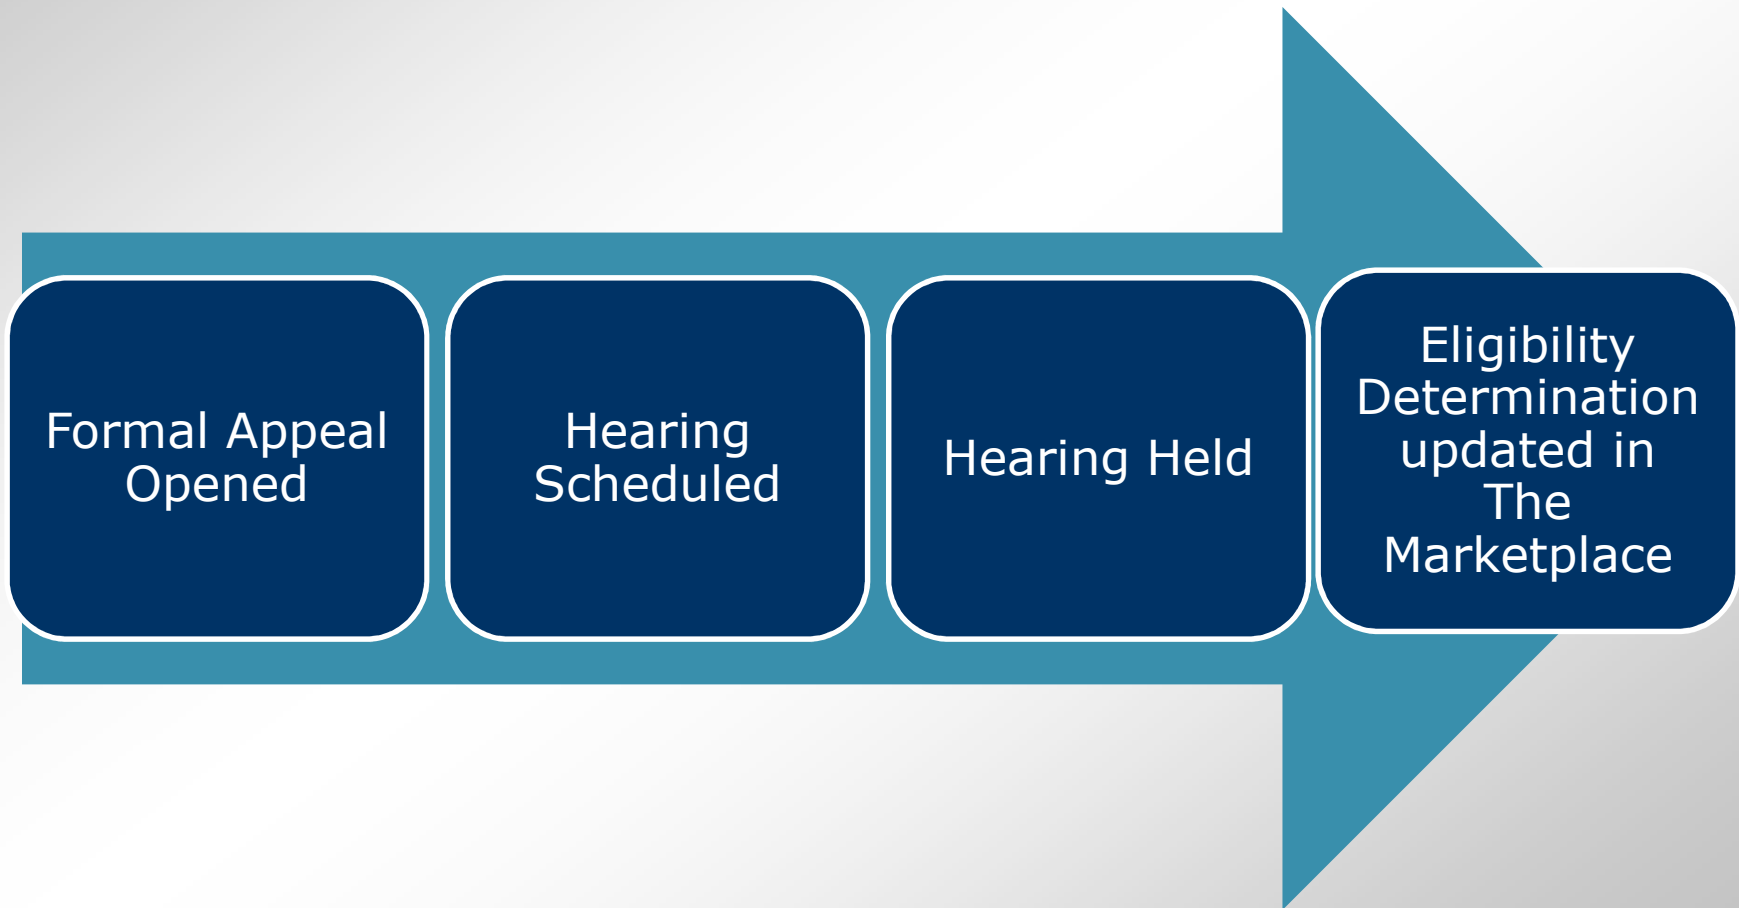 Formal Appeal
Opened
Hearing
Scheduled
Hearing Held
Eligibility
Determination
updated in
The
Marketplace